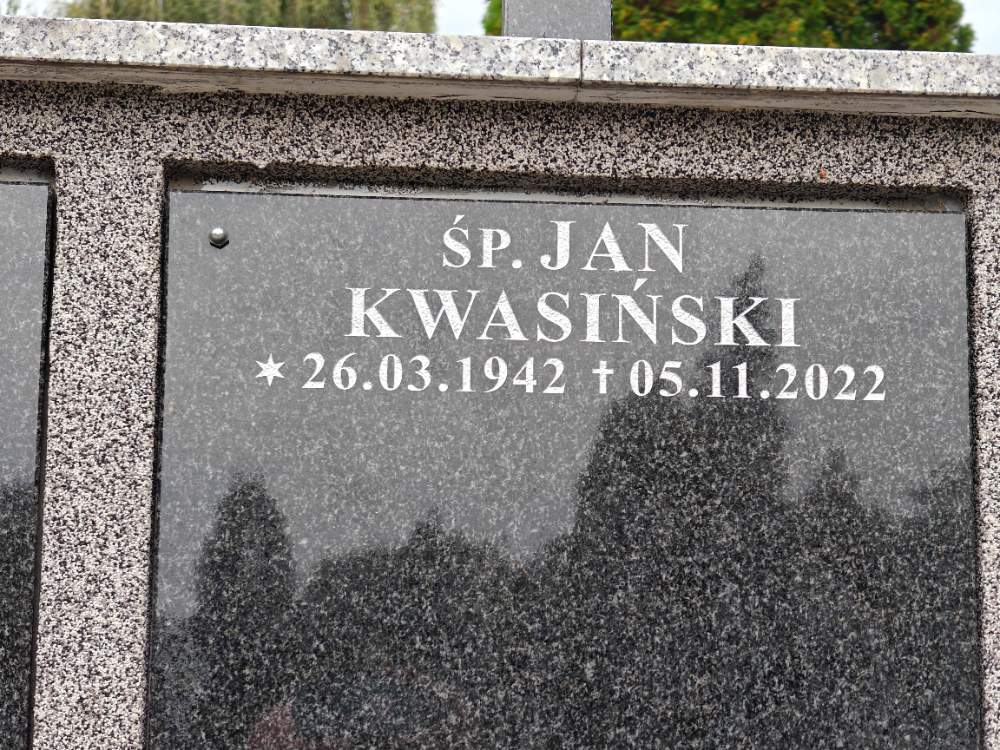 ŚP. JAN
KWASIŃSKI
✶ 26.03.1942 † 05.11.2022